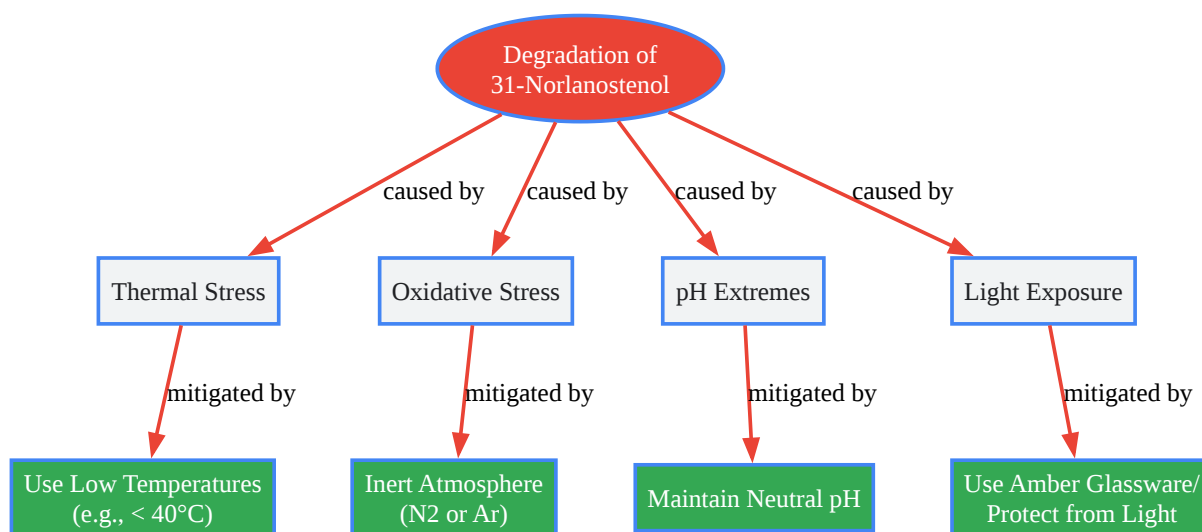 Degradation of
31-Norlanostenol
caused by
caused by
caused by
caused by
Thermal Stress
Oxidative Stress
pH Extremes
Light Exposure
mitigated by
mitigated by
mitigated by
mitigated by
Use Low Temperatures
(e.g., < 40°C)
Inert Atmosphere
(N2 or Ar)
Maintain Neutral pH
Use Amber Glassware/
Protect from Light